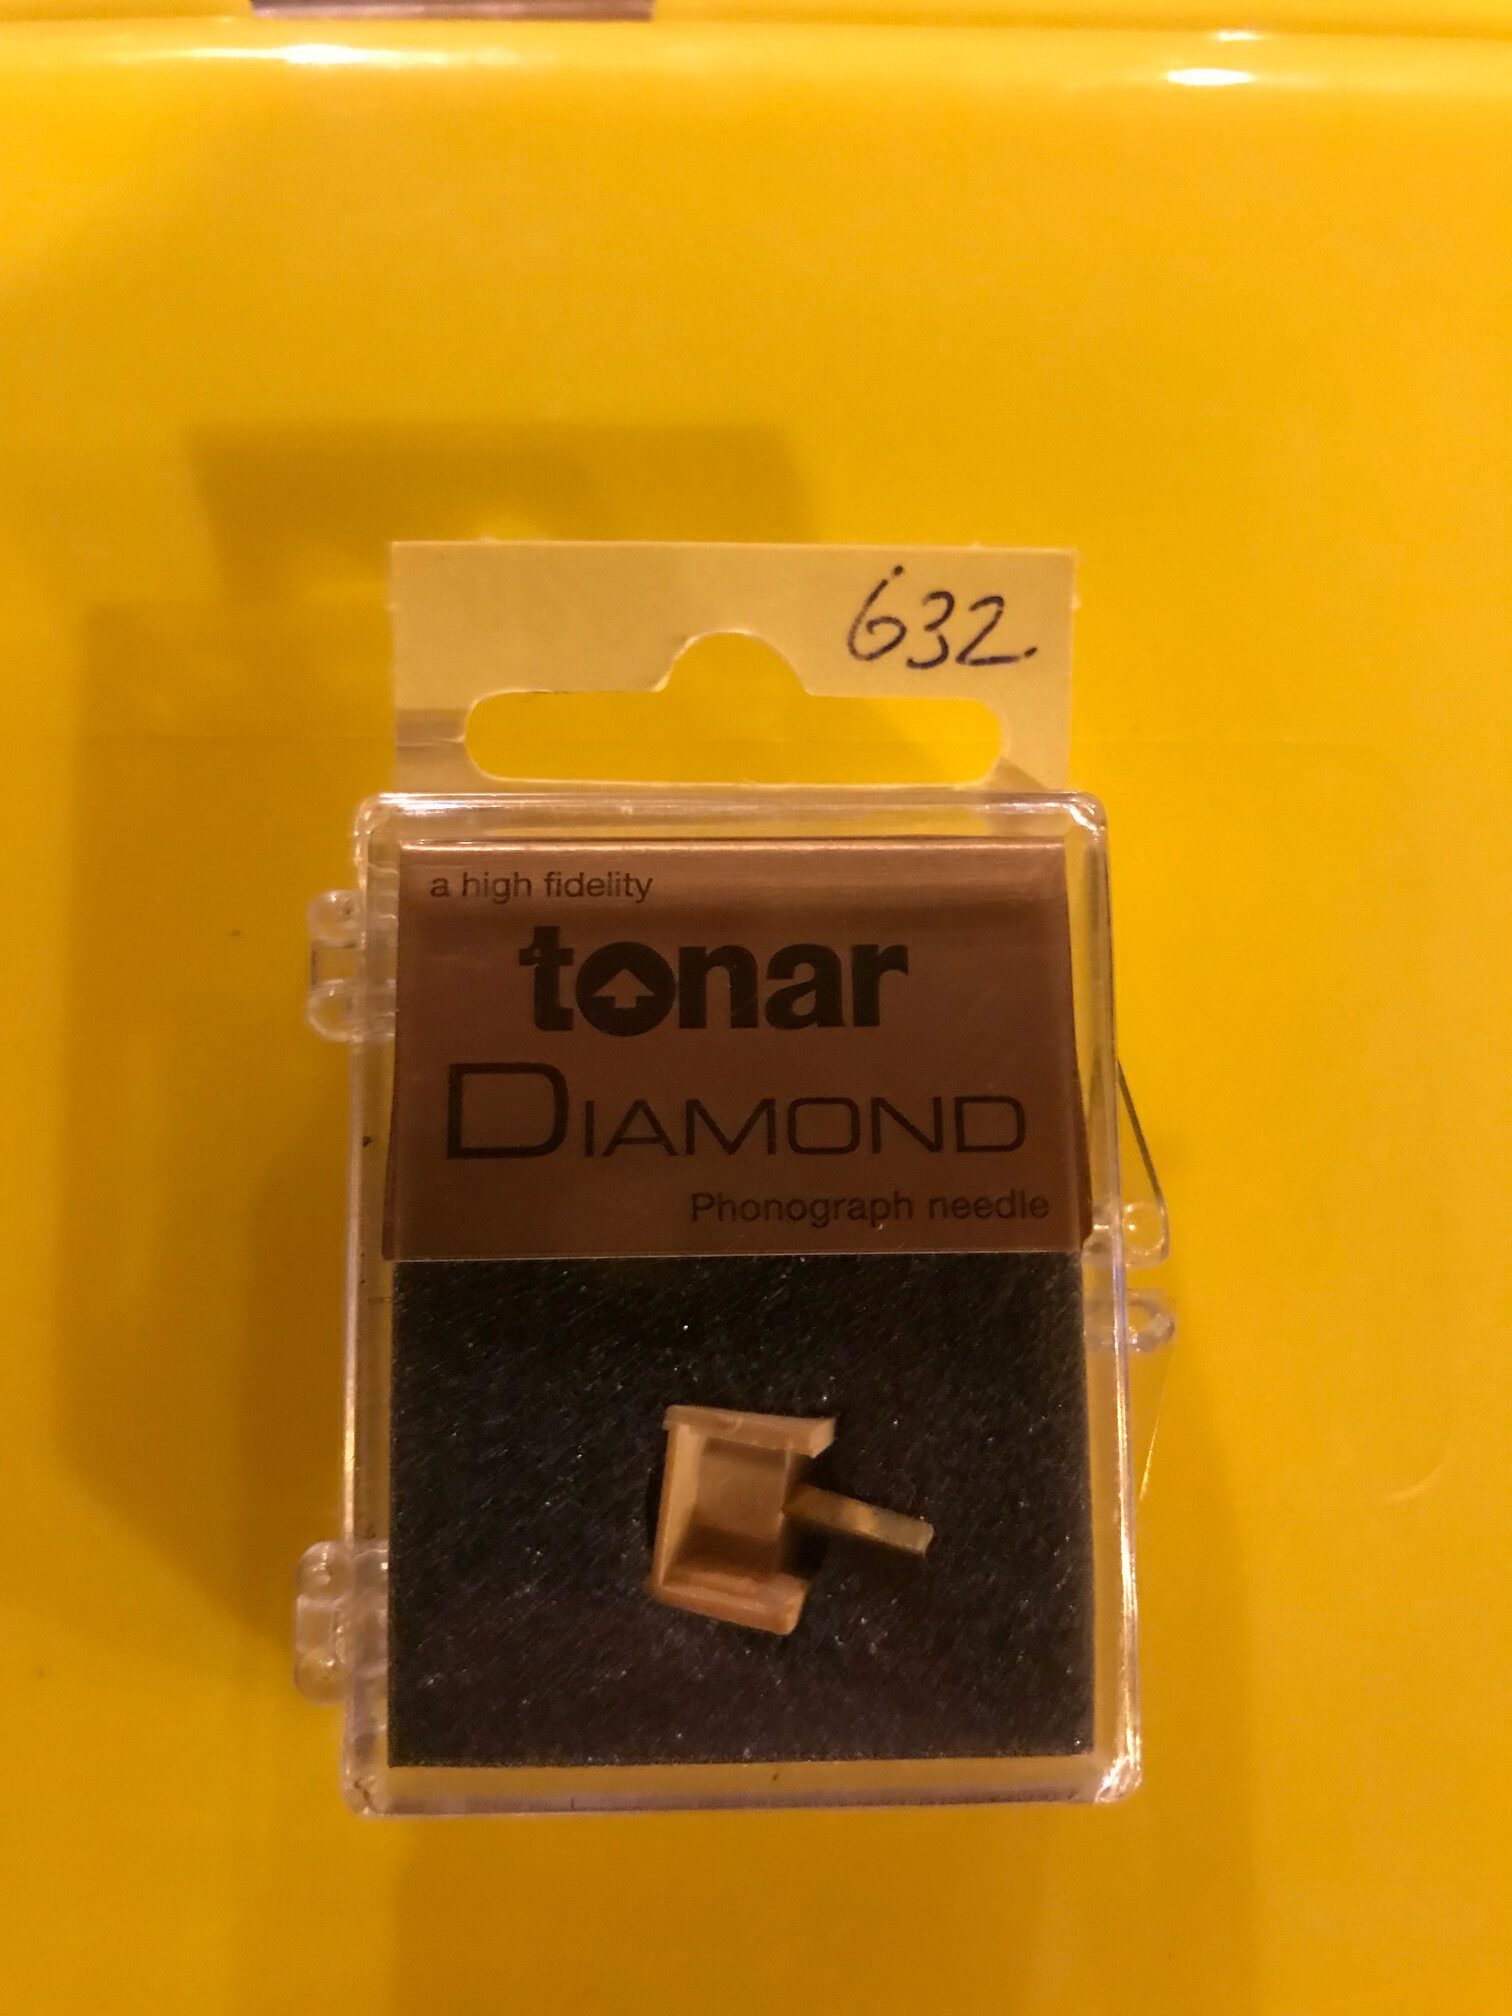 632.
a high fidelity
tonar
DIAMOND
Phonograph needle